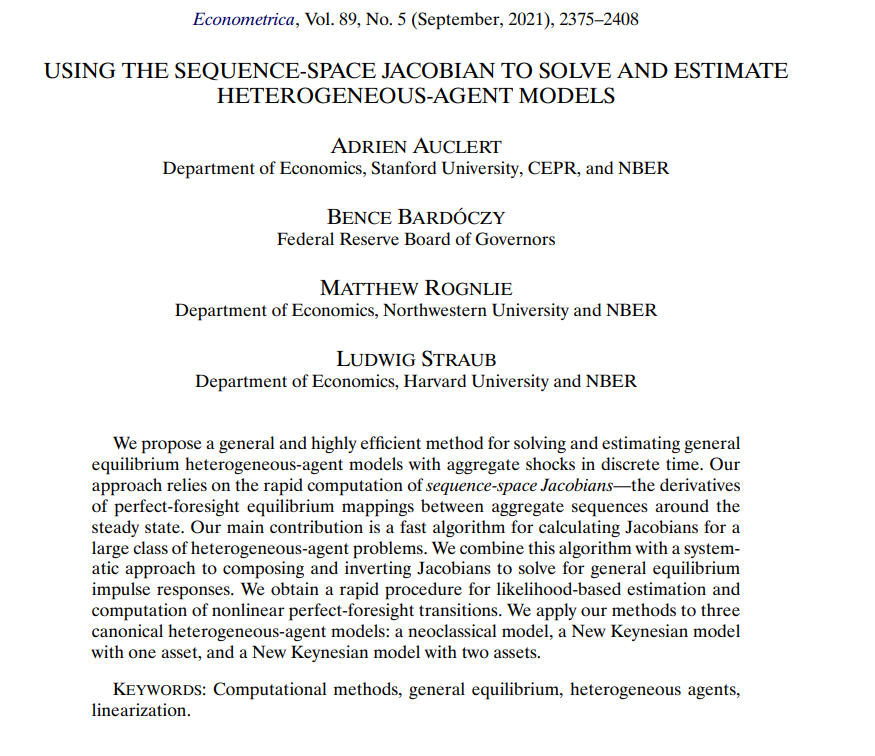 Econometrica, Vol. 89, No. 5 (September, 2021), 2375–2408
USING THE SEQUENCE-SPACE JACOBIAN TO SOLVE AND ESTIMATE
HETEROGENEOUS-AGENT MODELS
ADRIEN AUCLERT
Department of Economics, Stanford University, CEPR, and NBER
BENCE BARDÓCZY
Federal Reserve Board of Governors
MATTHEW ROGNLIE
Department of Economics, Northwestern University and NBER
LUDWIG STRAUB
Department of Economics, Harvard University and NBER
We propose a general and highly efficient method for solving and estimating general
equilibrium heterogeneous-agent models with aggregate shocks in discrete time. Our
approach relies on the rapid computation of sequence-space Jacobians—the derivatives
of perfect-foresight equilibrium mappings between aggregate sequences around the
steady state. Our main contribution is a fast algorithm for calculating Jacobians for a
large class of heterogeneous-agent problems. We combine this algorithm with a system-
atic approach to composing and inverting Jacobians to solve for general equilibrium
impulse responses. We obtain a rapid procedure for likelihood-based estimation and
computation of nonlinear perfect-foresight transitions. We apply our methods to three
canonical heterogeneous-agent models: a neoclassical model, a New Keynesian model
with one asset, and a New Keynesian model with two assets.
KEYWORDS: Computational methods, general equilibrium, heterogeneous agents,
linearization.